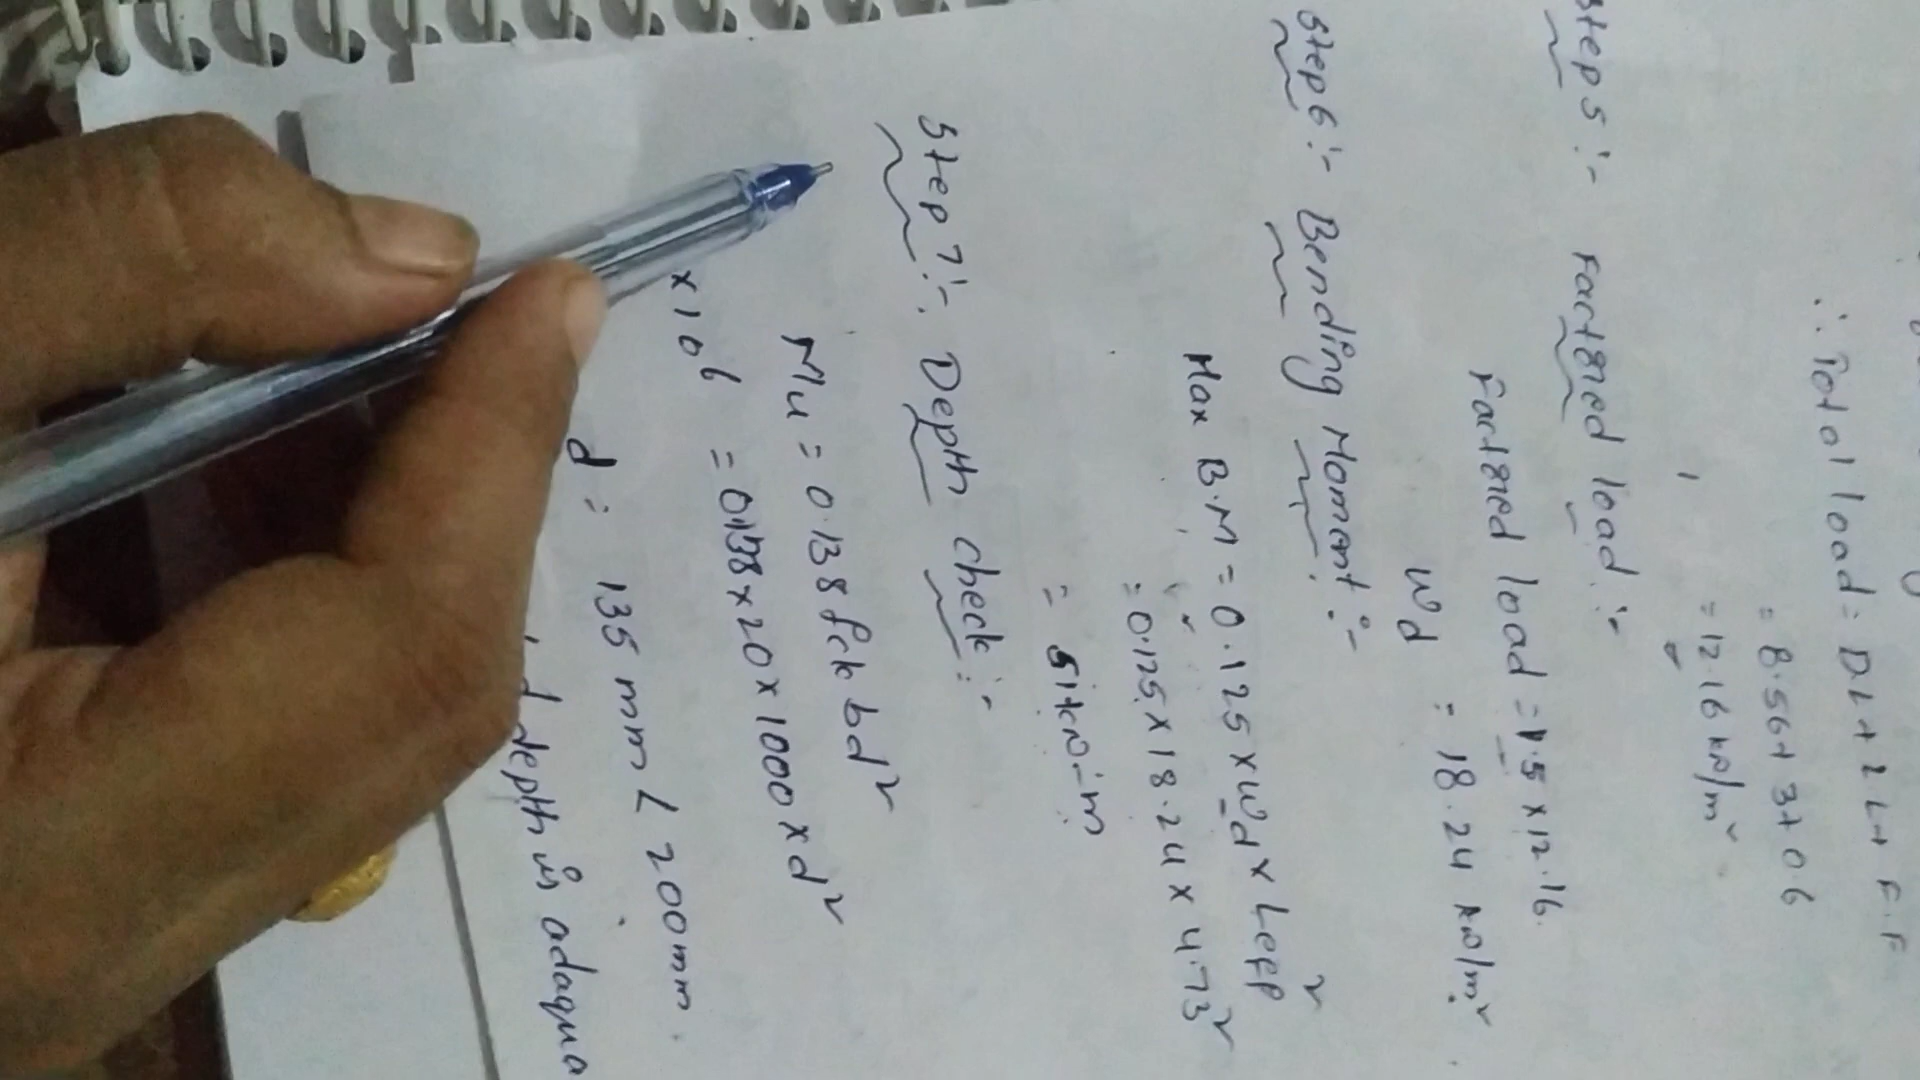 ∴ Total load = DL + LL + F.F
= 8.56 + 3 + 0.6
= 12.16 kN/m²
Step 5 :- Factored load :-
Factored load = 1.5 x 12.16
Wd = 18.24 kN/m²
Step 6 :- Bending Moment :-
Max B.M = 0.125 x Wd x Leff²
= 0.125 x 18.24 x 4.73²
= 51 kN-m
Step 7 :- Depth check :-
Mu = 0.138 fck bd²
x 10⁶ = 0.138 x 20 x 1000 x d²
d = 135 mm < 200 mm.
depth is adaqua